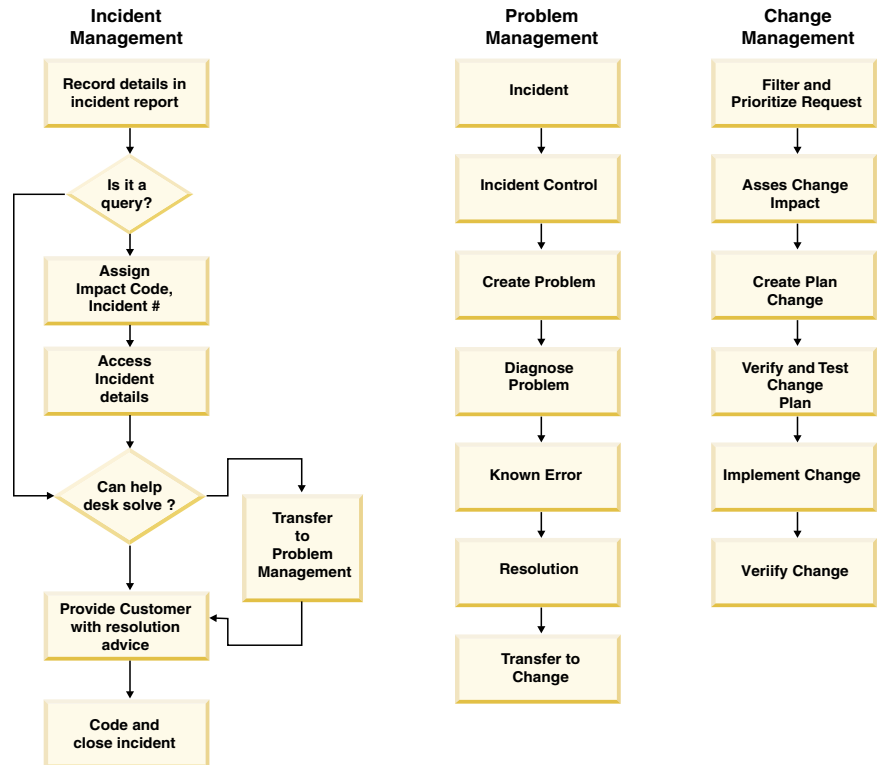 Incident
Management
Record details in
incident report
Is it a
query?
Assign
Impact Code,
Incident #
Access
Incident
details
Can help
desk solve ?
Transfer
to
Problem
Management
Provide Customer
with resolution
advice
Code and
close incident
Problem
Management
Incident
Incident Control
Create Problem
Diagnose
Problem
Known Error
Resolution
Transfer to
Change
Change
Management
Filter and
Prioritize Request
Asses Change
Impact
Create Plan
Change
Verify and Test
Change
Plan
Implement Change
Veriify Change